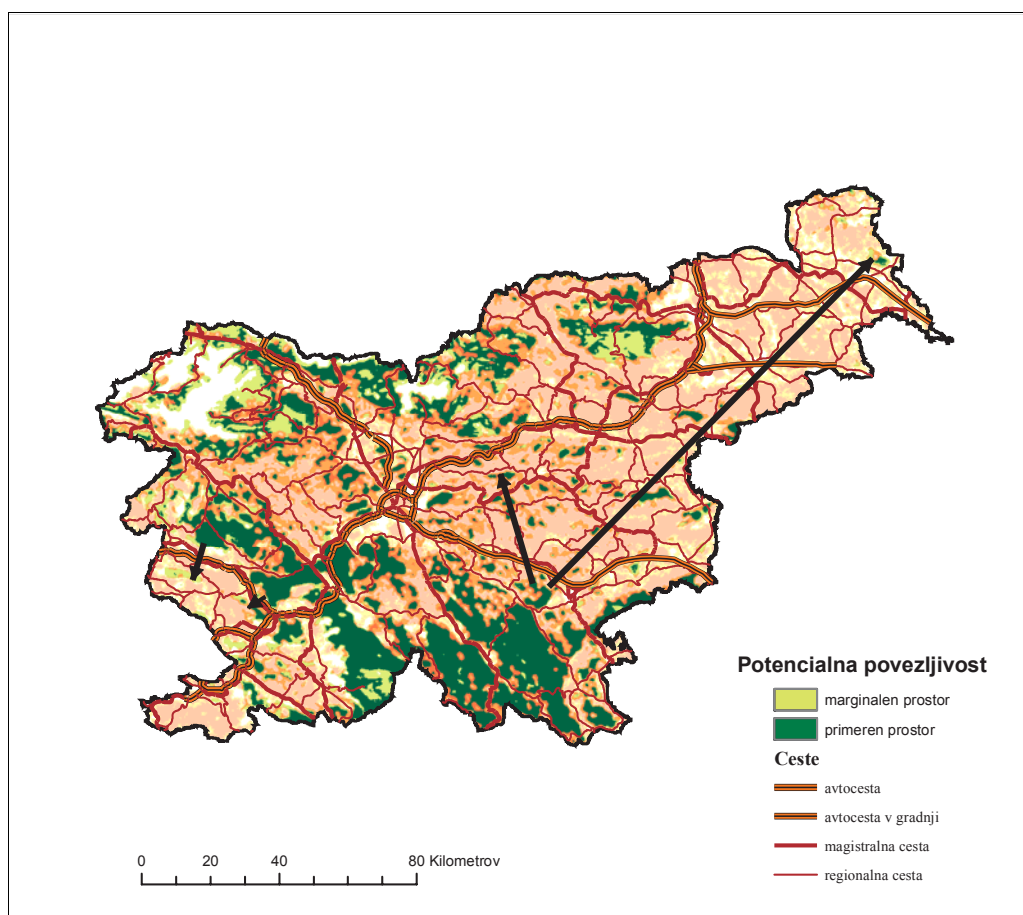 Potencialna povezljivost
marginalen prostor
primeren prostor
Ceste
avtocesta
avtocesta v gradnji
magistralna cesta
regionalna cesta
0 20 40 80 Kilometrov